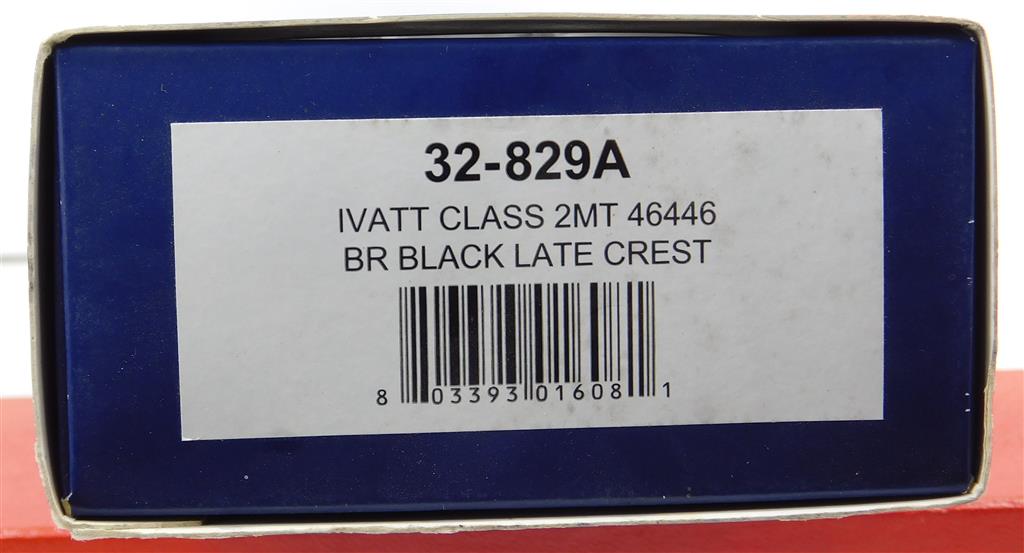 32-829A
IVATT CLASS 2MT 46446
BR BLACK LATE CREST
8 03393 01608 1